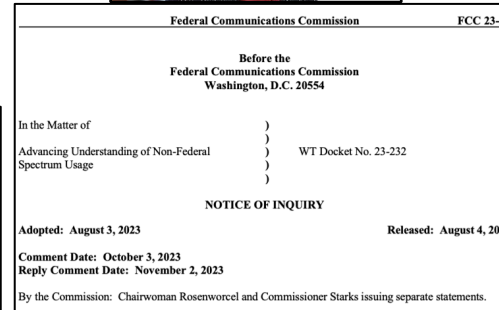 Federal Communications Commission FCC 23-
Before the
Federal Communications Commission
Washington, D.C. 20554
In the Matter of )
)
Advancing Understanding of Non-Federal ) WT Docket No. 23-232
Spectrum Usage )
)
NOTICE OF INQUIRY
Adopted: August 3, 2023 Released: August 4, 20
Comment Date: October 3, 2023
Reply Comment Date: November 2, 2023
By the Commission: Chairwoman Rosenworcel and Commissioner Starks issuing separate statements.